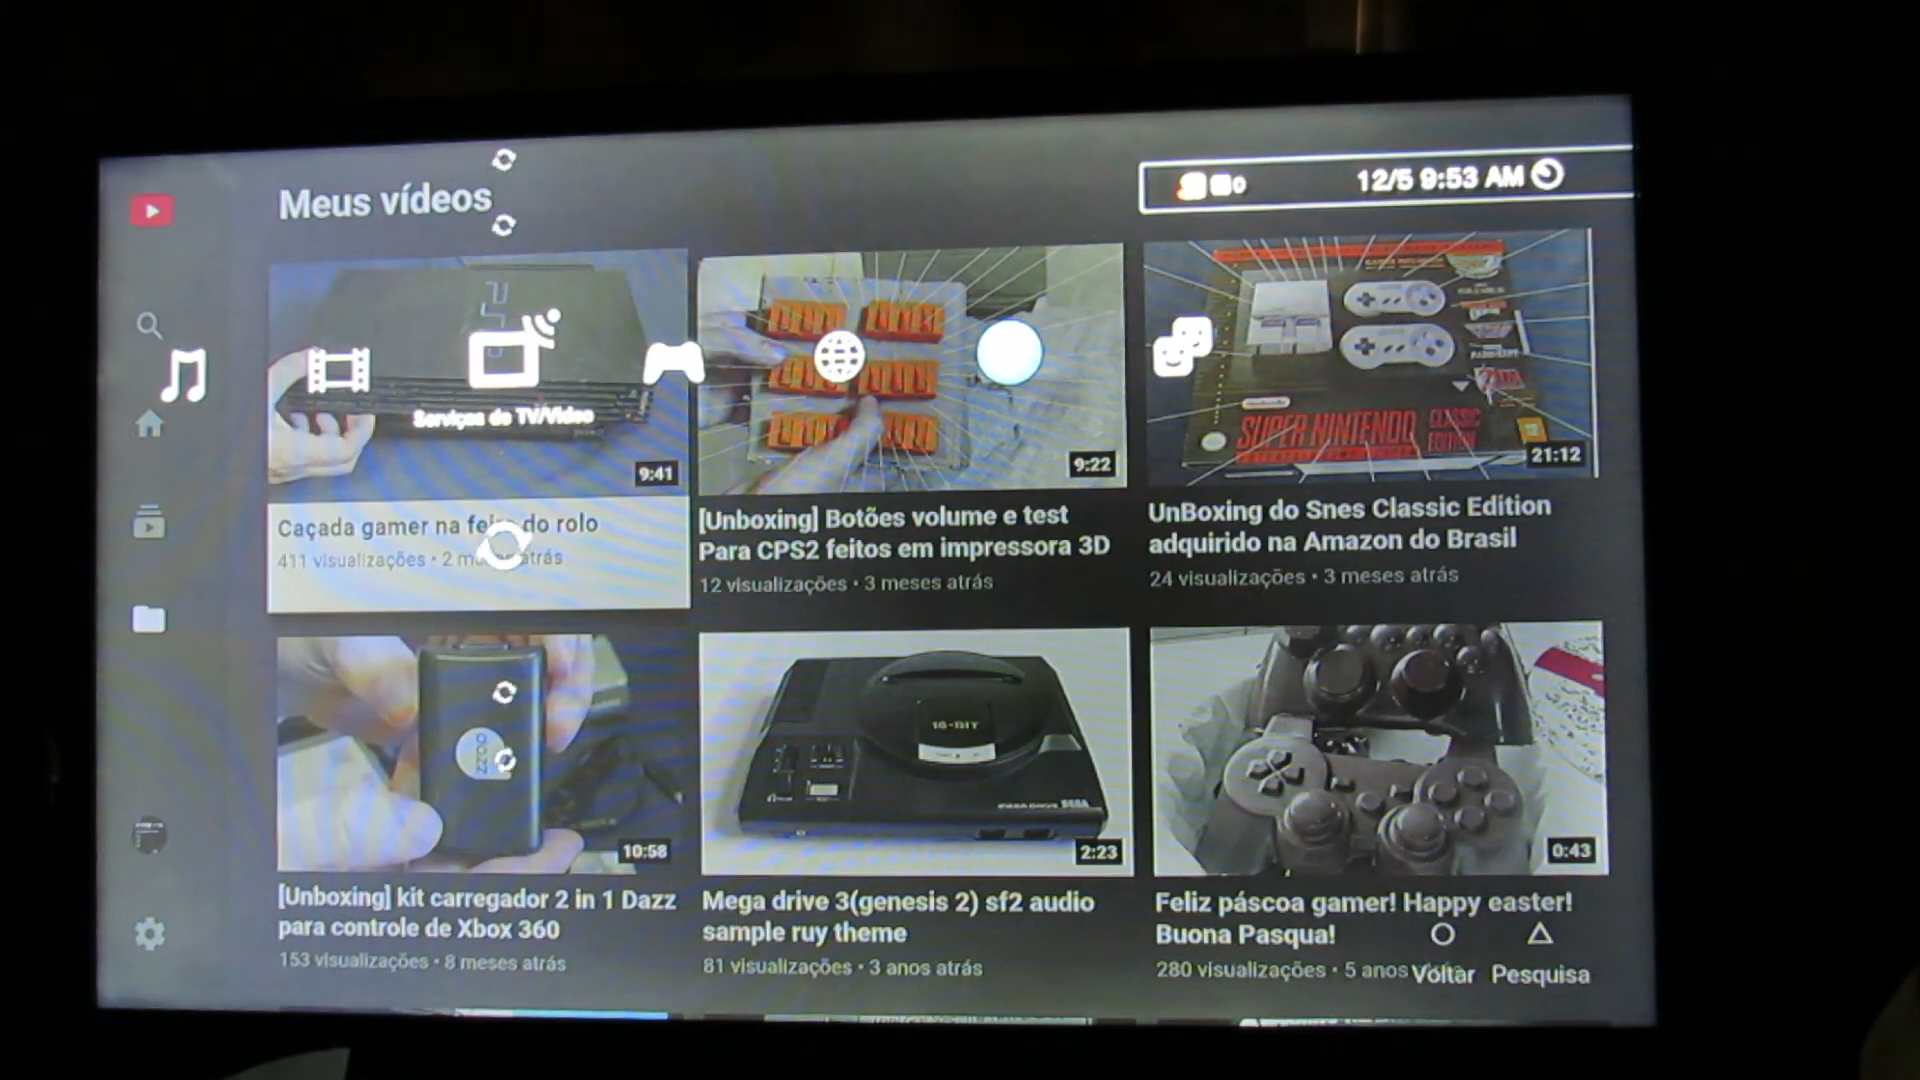 Meus vídeos
0
12/5 9:53 AM
Serviços de TV/Vídeo
9:41
9:22
SUPER NINTENDO
CLASSIC
EDITION
21:12
Caçada gamer na do rolo
411 visualizações • 2 atrás
[Unboxing] Botões volume e test
Para CPS2 feitos em impressora 3D
12 visualizações • 3 meses atrás
UnBoxing do Snes Classic Edition
adquirido na Amazon do Brasil
24 visualizações • 3 meses atrás
dazz
16-BIT
SEGA
10:58
2:23
0:43
[Unboxing] kit carregador 2 in 1 Dazz
para controle de Xbox 360
153 visualizações • 8 meses atrás
Mega drive 3(genesis 2) sf2 audio
sample ruy theme
81 visualizações • 3 anos atrás
Feliz páscoa gamer! Happy easter!
Buona Pasqua!
280 visualizações • 5 anos
Voltar Pesquisa